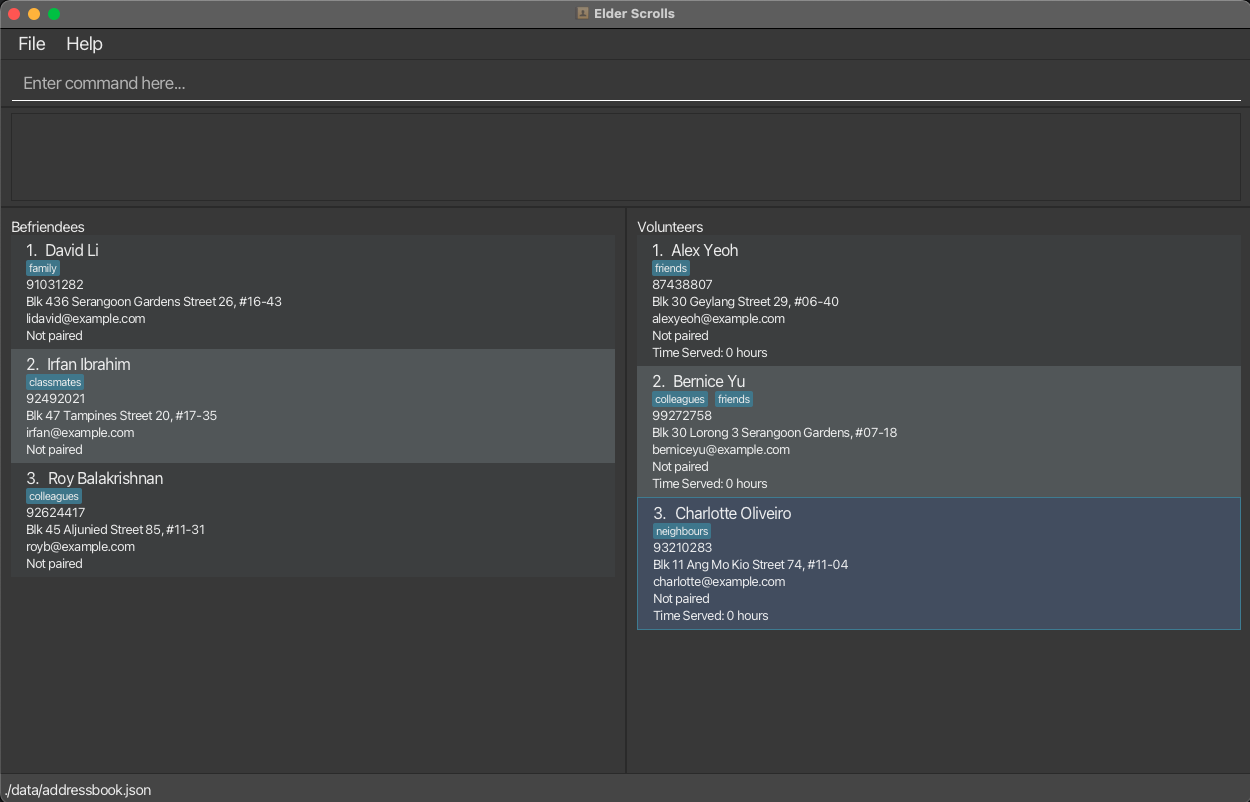 Elder Scrolls
File Help
Enter command here...
Befriendees
1. David Li
family
91031282
Blk 436 Serangoon Gardens Street 26, #16-43
lidavid@example.com
Not paired
2. Irfan Ibrahim
classmates
92492021
Blk 47 Tampines Street 20, #17-35
irfan@example.com
Not paired
3. Roy Balakrishnan
colleagues
92624417
Blk 45 Aljunied Street 85, #11-31
royb@example.com
Not paired
Volunteers
1. Alex Yeoh
friends
87438807
Blk 30 Geylang Street 29, #06-40
alexyeoh@example.com
Not paired
Time Served: 0 hours
2. Bernice Yu
colleagues friends
99272758
Blk 30 Lorong 3 Serangoon Gardens, #07-18
berniceyu@example.com
Not paired
Time Served: 0 hours
3. Charlotte Oliveiro
neighbours
93210283
Blk 11 Ang Mo Kio Street 74, #11-04
charlotte@example.com
Not paired
Time Served: 0 hours
./data/addressbook.json